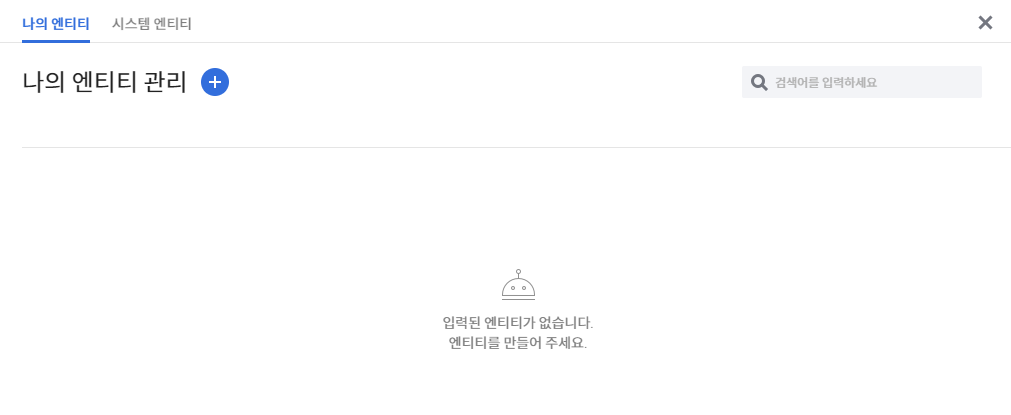 나의 엔티티 시스템 엔티티
나의 엔티티 관리
검색어를 입력하세요
입력된 엔티티가 없습니다.
엔티티를 만들어 주세요.